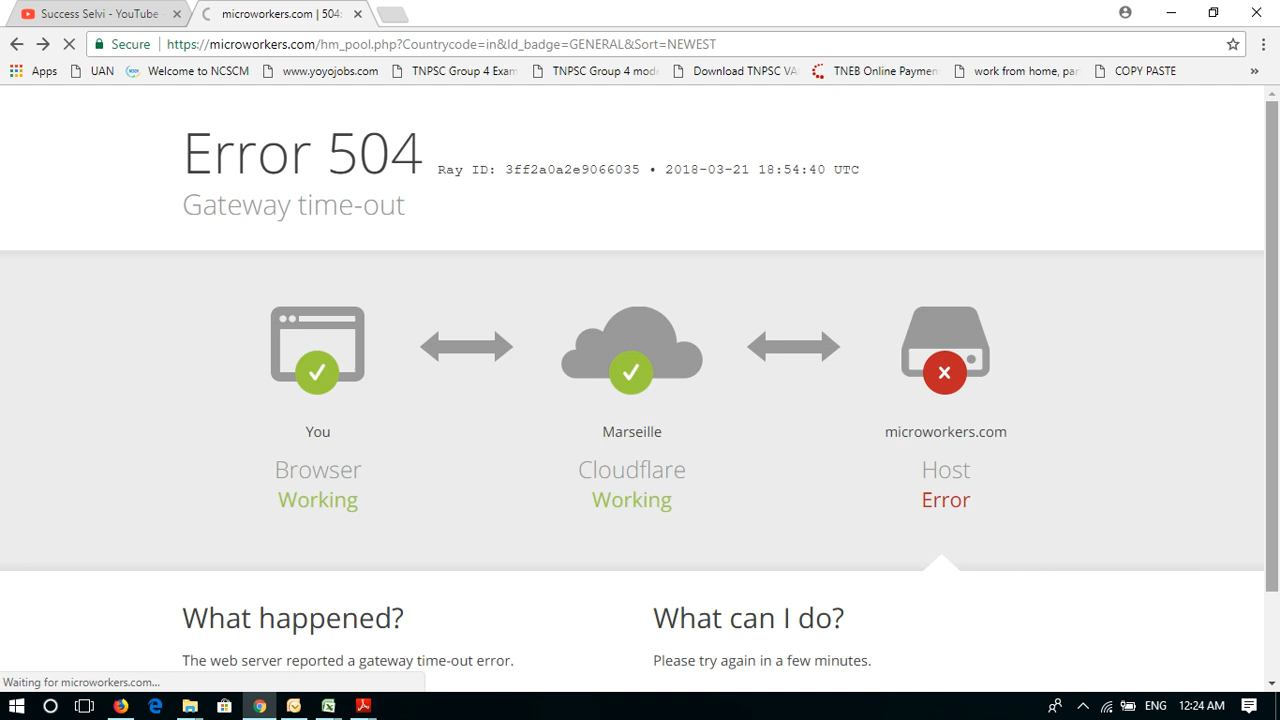 Success Selvi - YouTube
microworkers.com | 504:
Secure
https://microworkers.com/hm_pool.php?Countrycode=in&Id_badge=GENERAL&Sort=NEWEST
Apps UAN Welcome to NCSCM www.yoyojobs.com TNPSC Group 4 Exam TNPSC Group 4 mod Download TNPSC VA TNEB Online Paymen work from home, par COPY PASTE »
Error 504 Ray ID: 3ff2a0a2e9066035 • 2018-03-21 18:54:40 UTC
Gateway time-out
You Marseille microworkers.com
Browser Cloudflare Host
Working Working Error
What happened? What can I do?
The web server reported a gateway time-out error. Please try again in a few minutes.
Waiting for microworkers.com...
ENG 12:24 AM